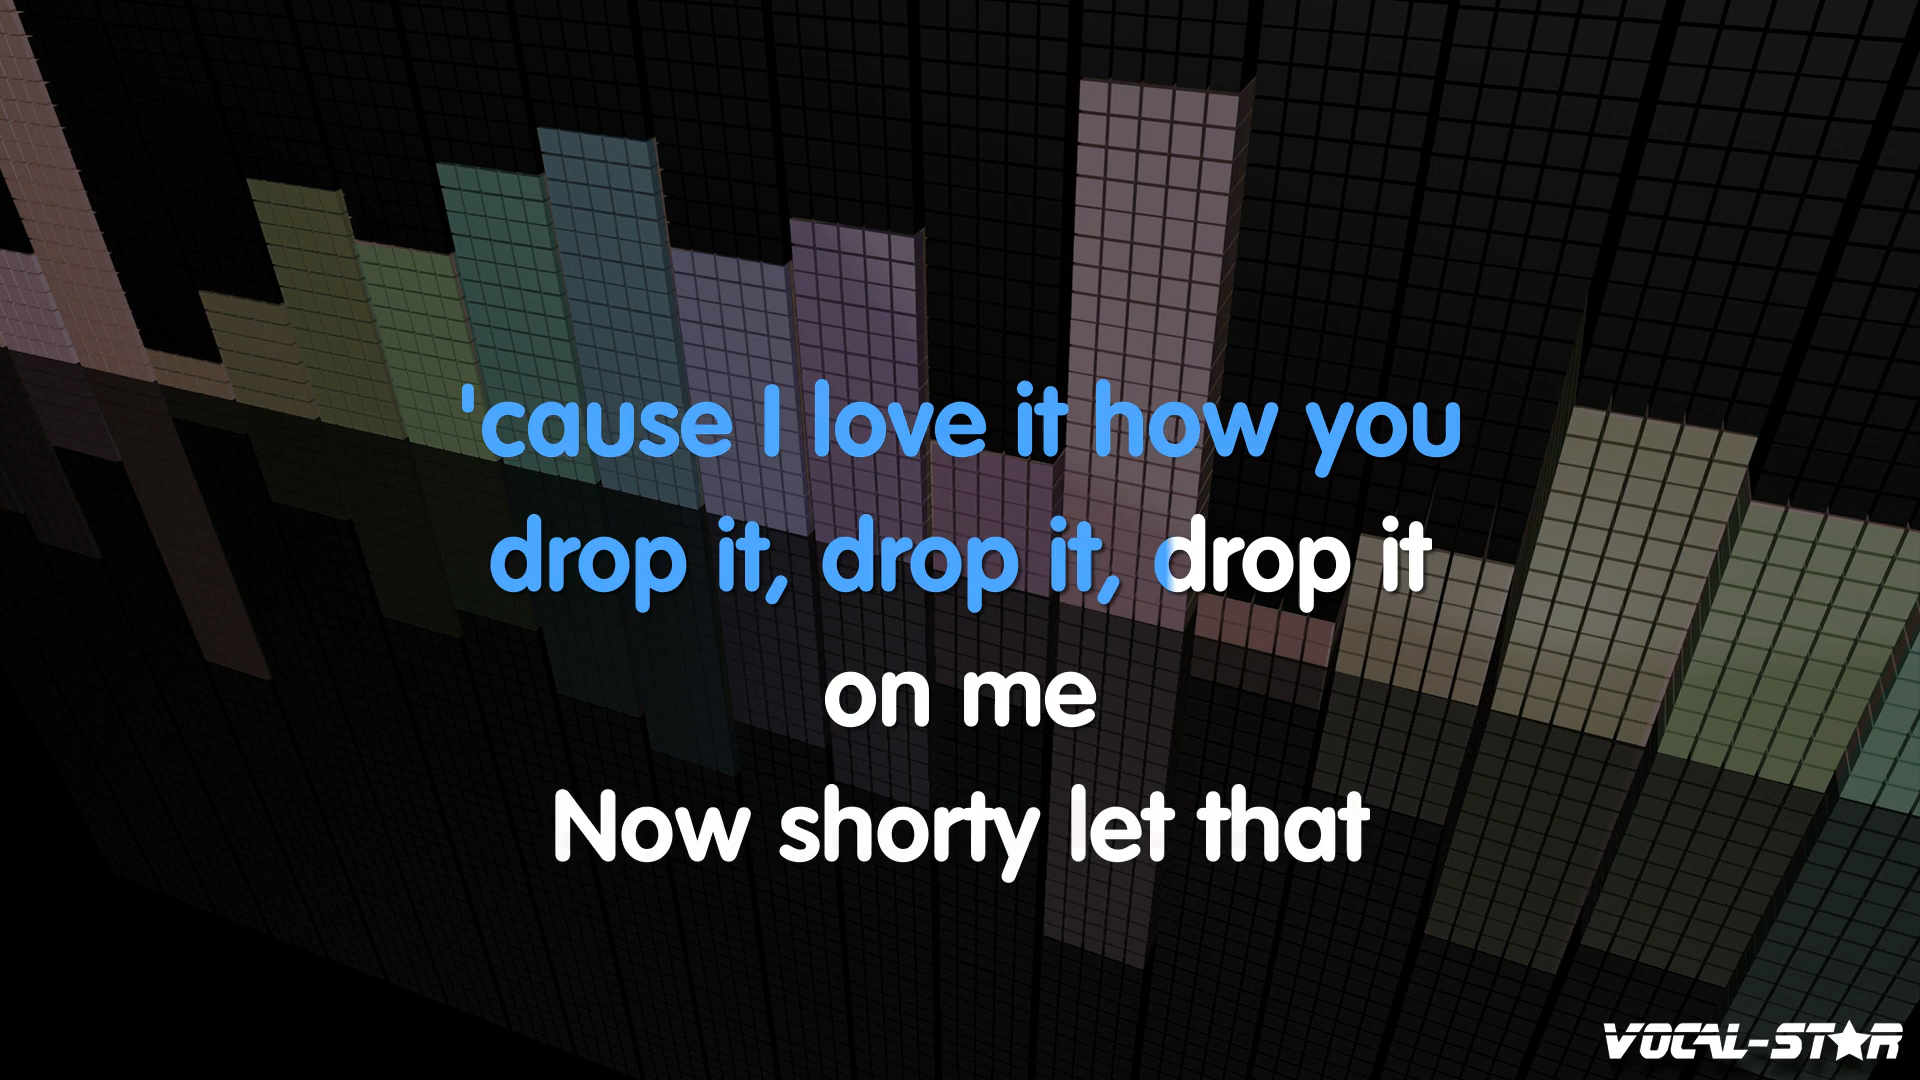 'cause I love it how you
drop it, drop it, drop it
on me
Now shorty let that
VOCAL-STAR